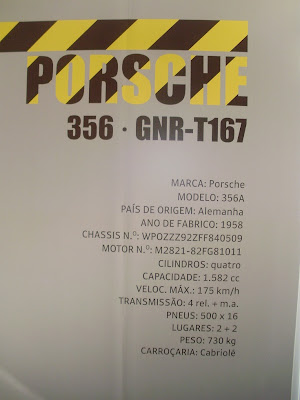 PORSCHE
356 · GNR-T167
MARCA: Porsche
MODELO: 356A
PAÍS DE ORIGEM: Alemanha
ANO DE FABRICO: 1958
CHASSIS N.º: WPOZZZ92ZFF840509
MOTOR N.º: M2821-82FG81011
CILINDROS: quatro
CAPACIDADE: 1.582 cc
VELOC. MÁX.: 175 km/h
TRANSMISSÃO: 4 rel. + m.a.
PNEUS: 500 x 16
LUGARES: 2 + 2
PESO: 730 kg
CARROÇARIA: Cabriolê